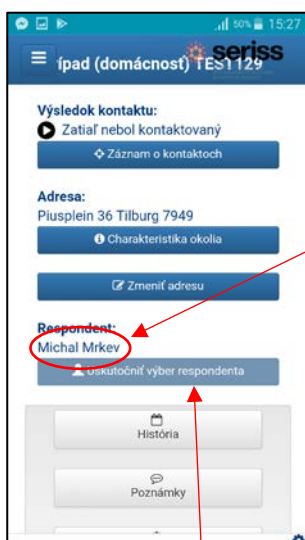 50% 15:27
seriss
ípad (domácnosť) TES1129
Výsledok kontaktu:
Zatiaľ nebol kontaktovaný
Záznam o kontaktoch
Adresa:
Piusplein 36 Tilburg 7949
Charakteristika okolia
Zmeniť adresu
Respondent:
Michal Mrkev
Uskutočniť výber respondenta
História
Poznámky